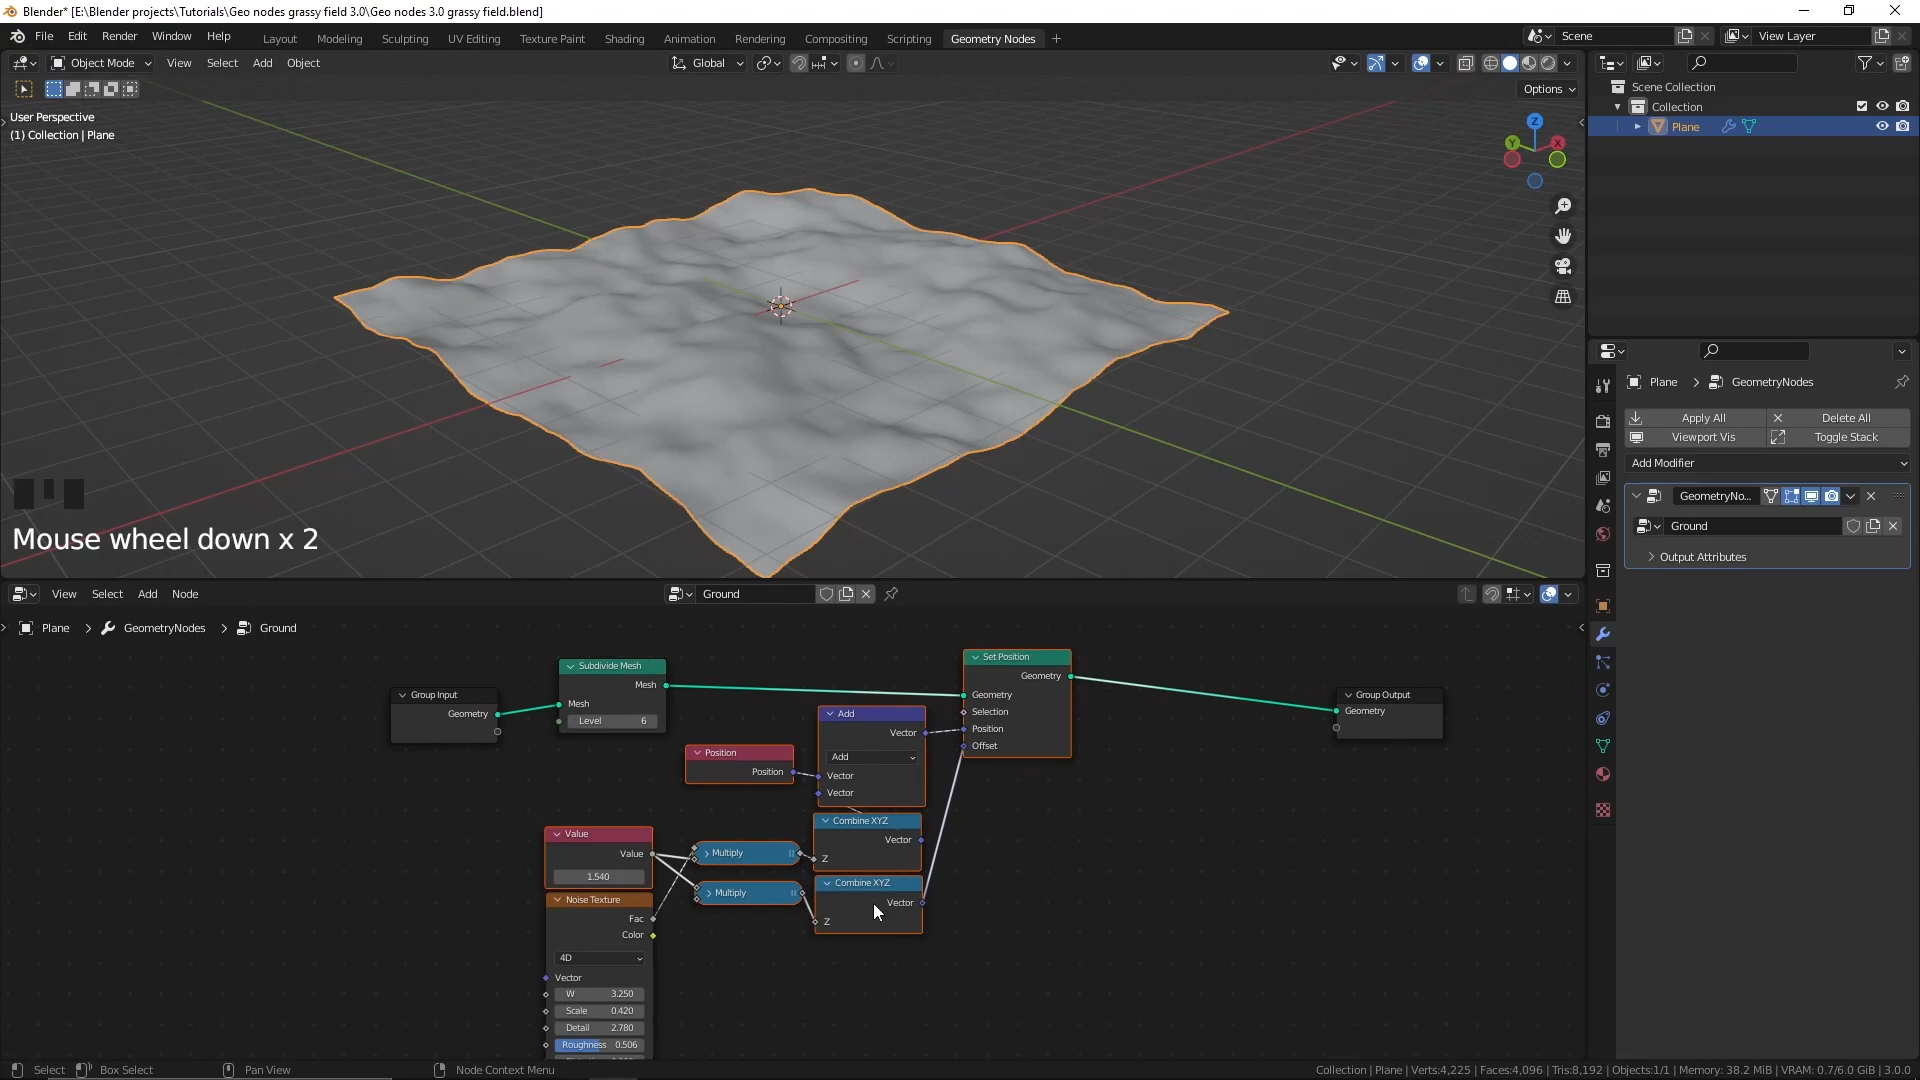 Blender* [E:\Blender projects\Tutorials\Geo nodes grassy field 3.0\Geo nodes 3.0 grassy field.blend]
File Edit Render Window Help Layout Modeling Sculpting UV Editing Texture Paint Shading Animation Rendering Compositing Scripting Geometry Nodes + Scene View Layer
Object Mode View Select Add Object Global
Options
User Perspective
(1) Collection | Plane
Z
Y
X
Mouse wheel down x 2
Scene Collection
Collection
Plane
Plane > GeometryNodes
Apply All Delete All
Viewport Vis Toggle Stack
Add Modifier
GeometryNo...
Ground
Output Attributes
View Select Add Node Ground
Plane > GeometryNodes > Ground
Group Input
Geometry
Subdivide Mesh
Mesh
Mesh
Level 6
Position
Position
Add
Vector
Add
Vector
Vector
Set Position
Geometry
Geometry
Selection
Position
Offset
Group Output
Geometry
Value
Value
1.540
Multiply
Multiply
Combine XYZ
Vector
Z
Combine XYZ
Vector
Z
Noise Texture
Fac
Color
4D
Vector
W 3.250
Scale 0.420
Detail 2.780
Roughness 0.506
Select Box Select Pan View Node Context Menu Collection | Plane | Verts:4,225 | Faces:4,096 | Tris:8,192 | Objects:1/1 | Memory: 38.2 MiB | VRAM: 0.7/6.0 GiB | 3.0.0